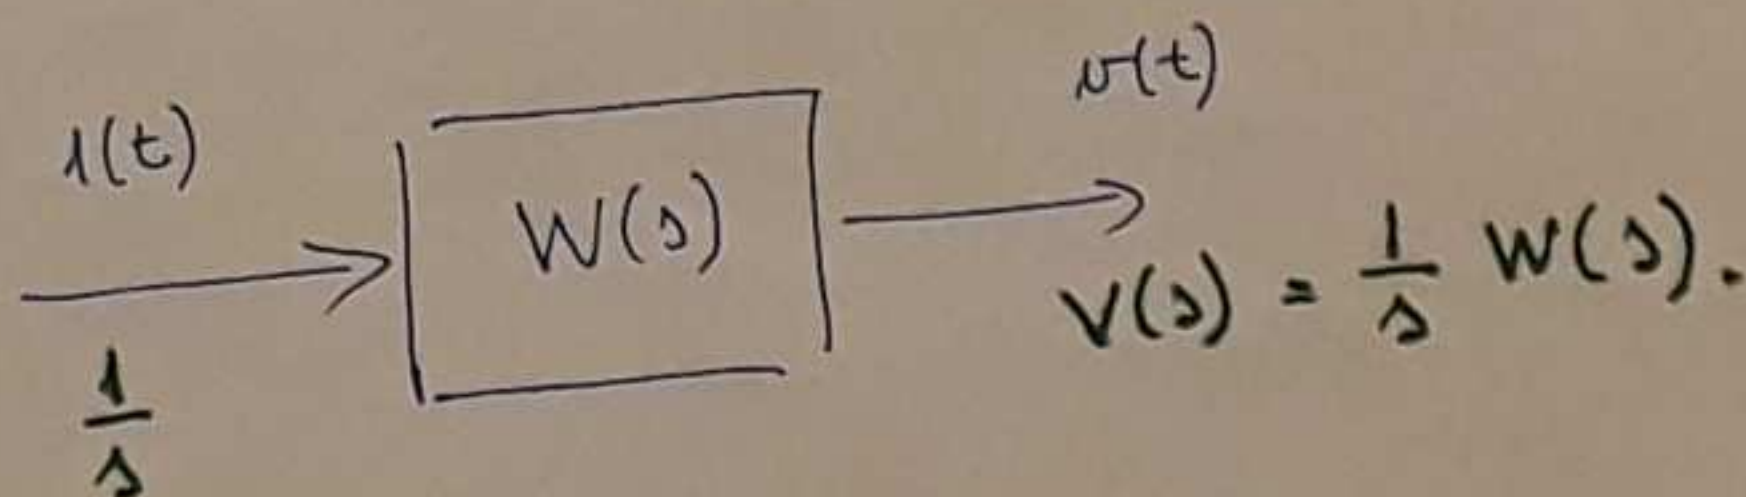 1(t)
W(s)
v(t)
V(s) = 1/s W(s).
1/s